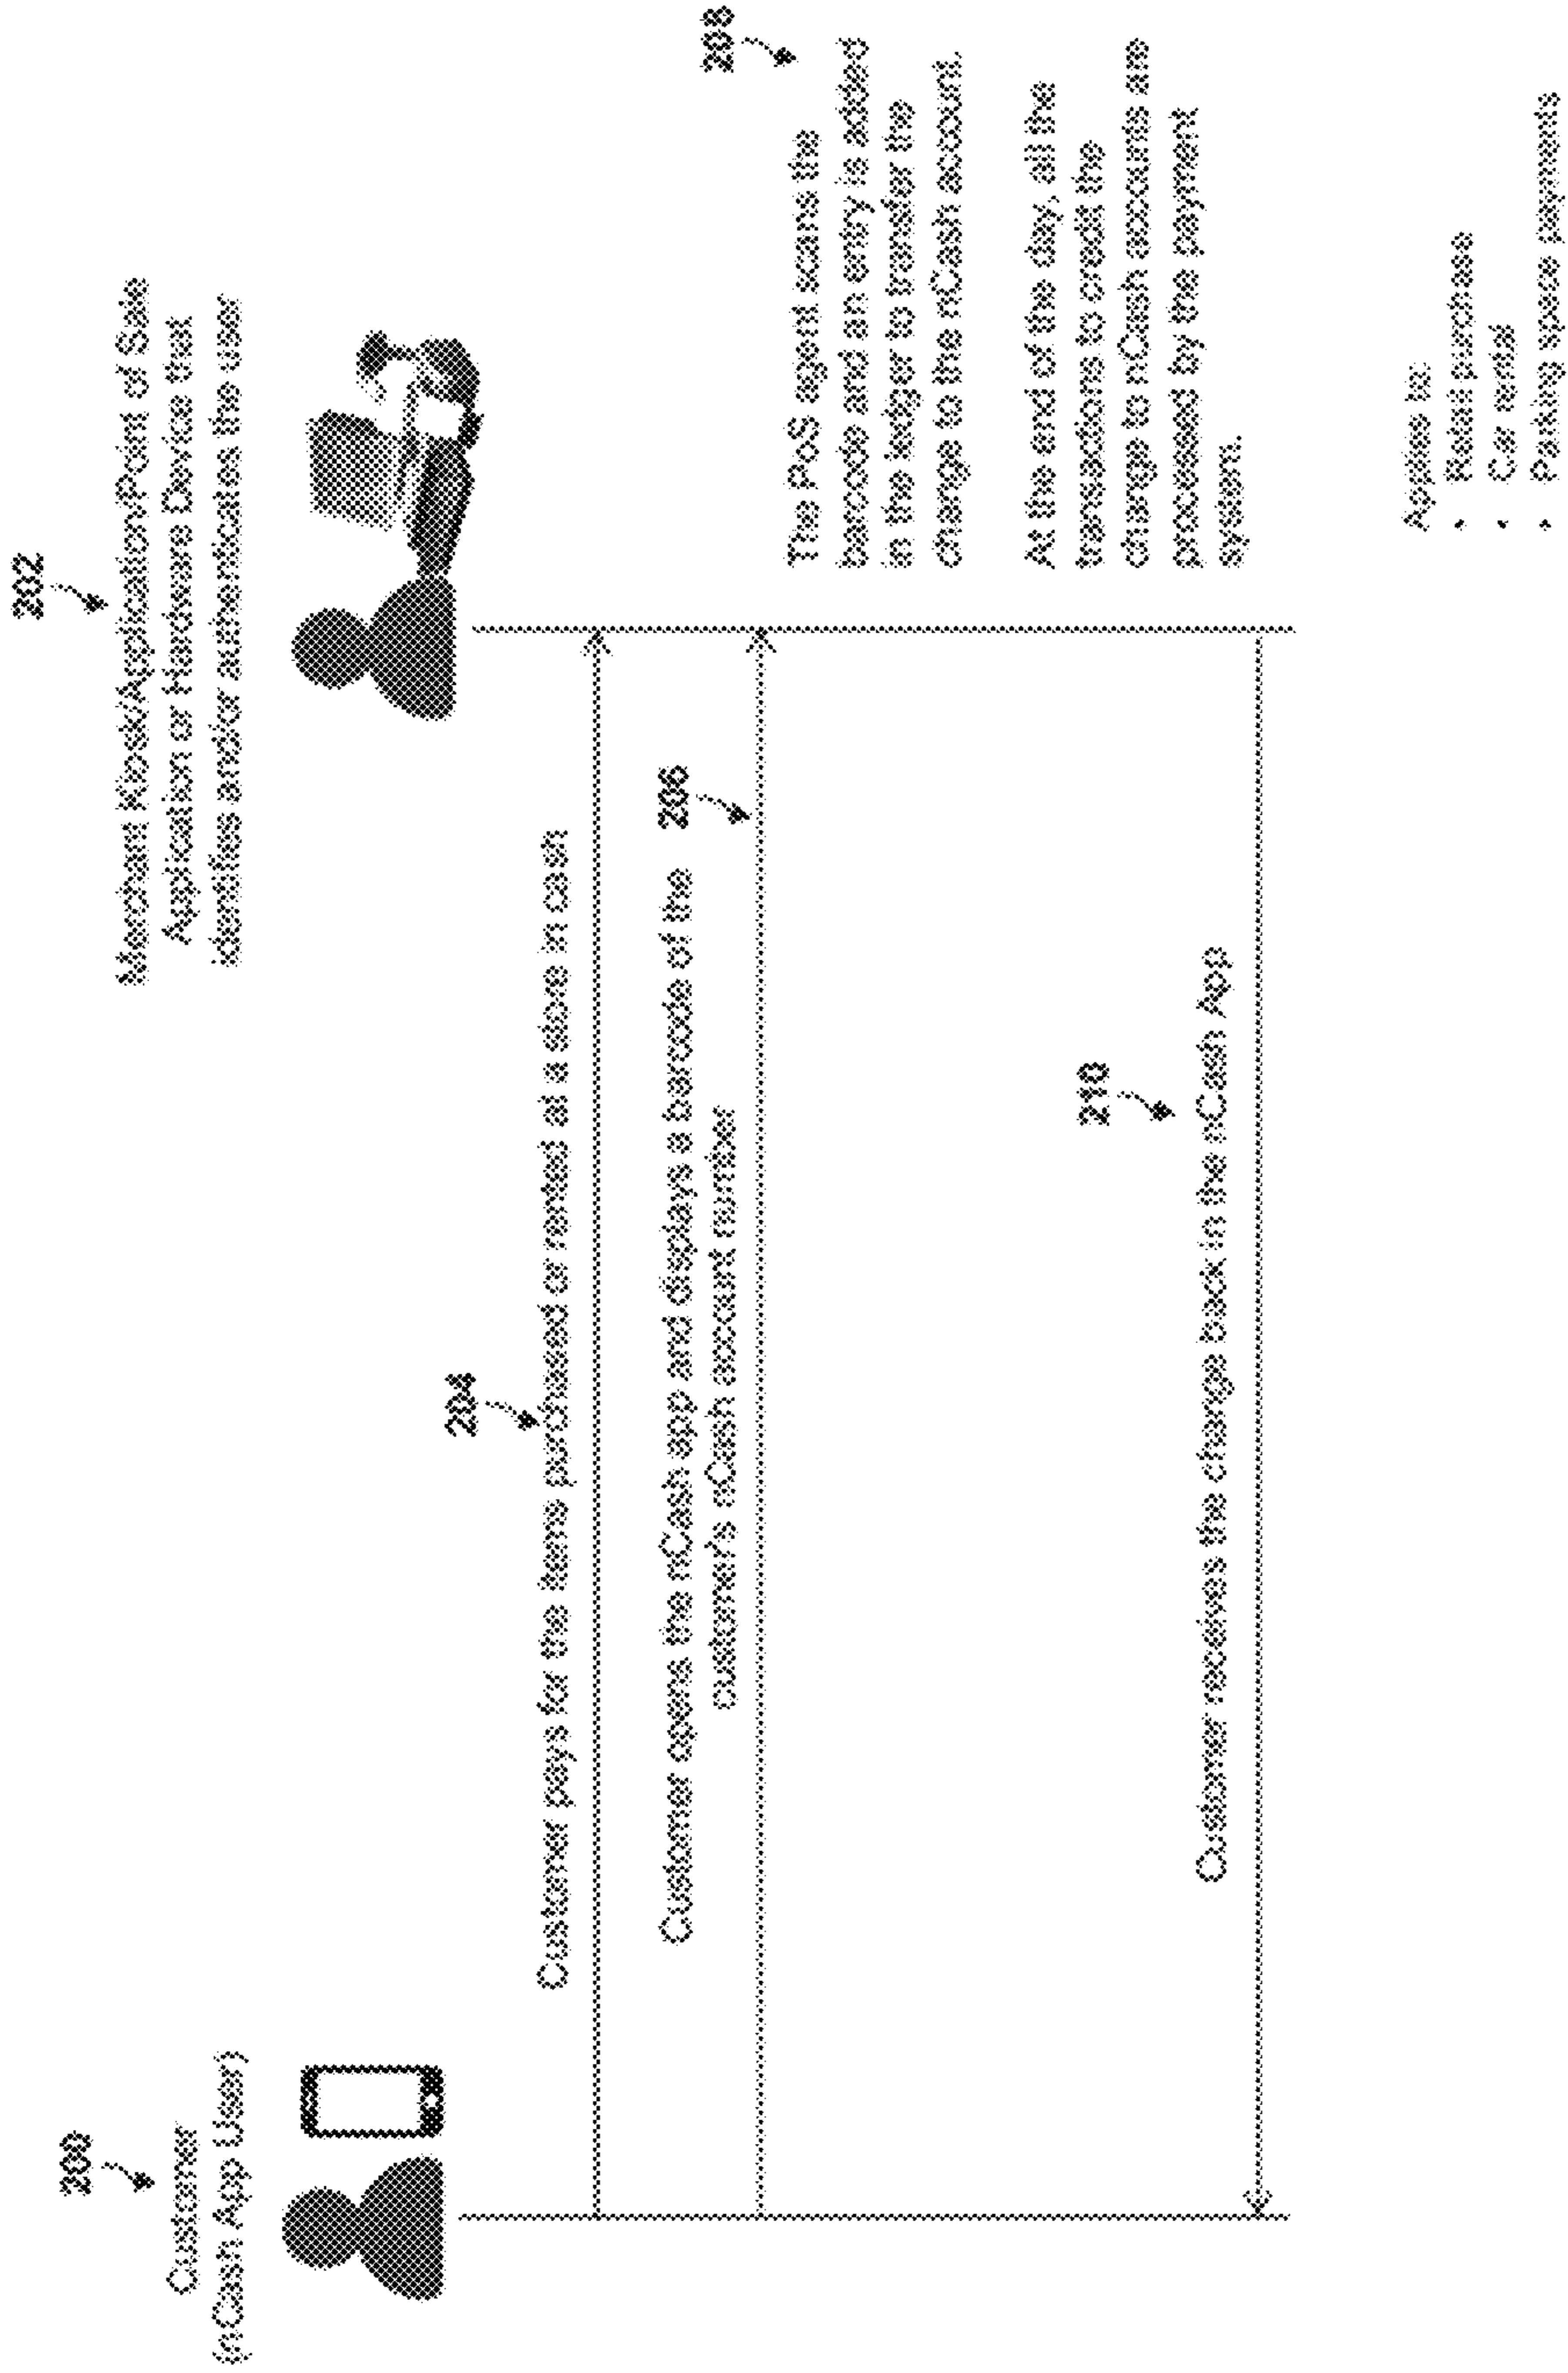 200
Customer
(nCash App User)
202
Merchant Kiosk/Application/Point of Sale
Application or Hardware Device that
identifies and/or authenticates the user
204
Customer pays for the items purchased or rented at a store in cash
206
Customer opens the nCash app and displays a barcode of the
customer's nCash account number
208
The PoS agent scans the
barcode and an entry is added
in the ledger to transfer the
change to the nCash account.
At the end of the day, all the
transactions to credit the
change to nCash accounts are
processed by the payment
system.
210
Customer receives the change back in the nCash App
Applies to:
• Retail purchase
• Car rental
• Parking space payments